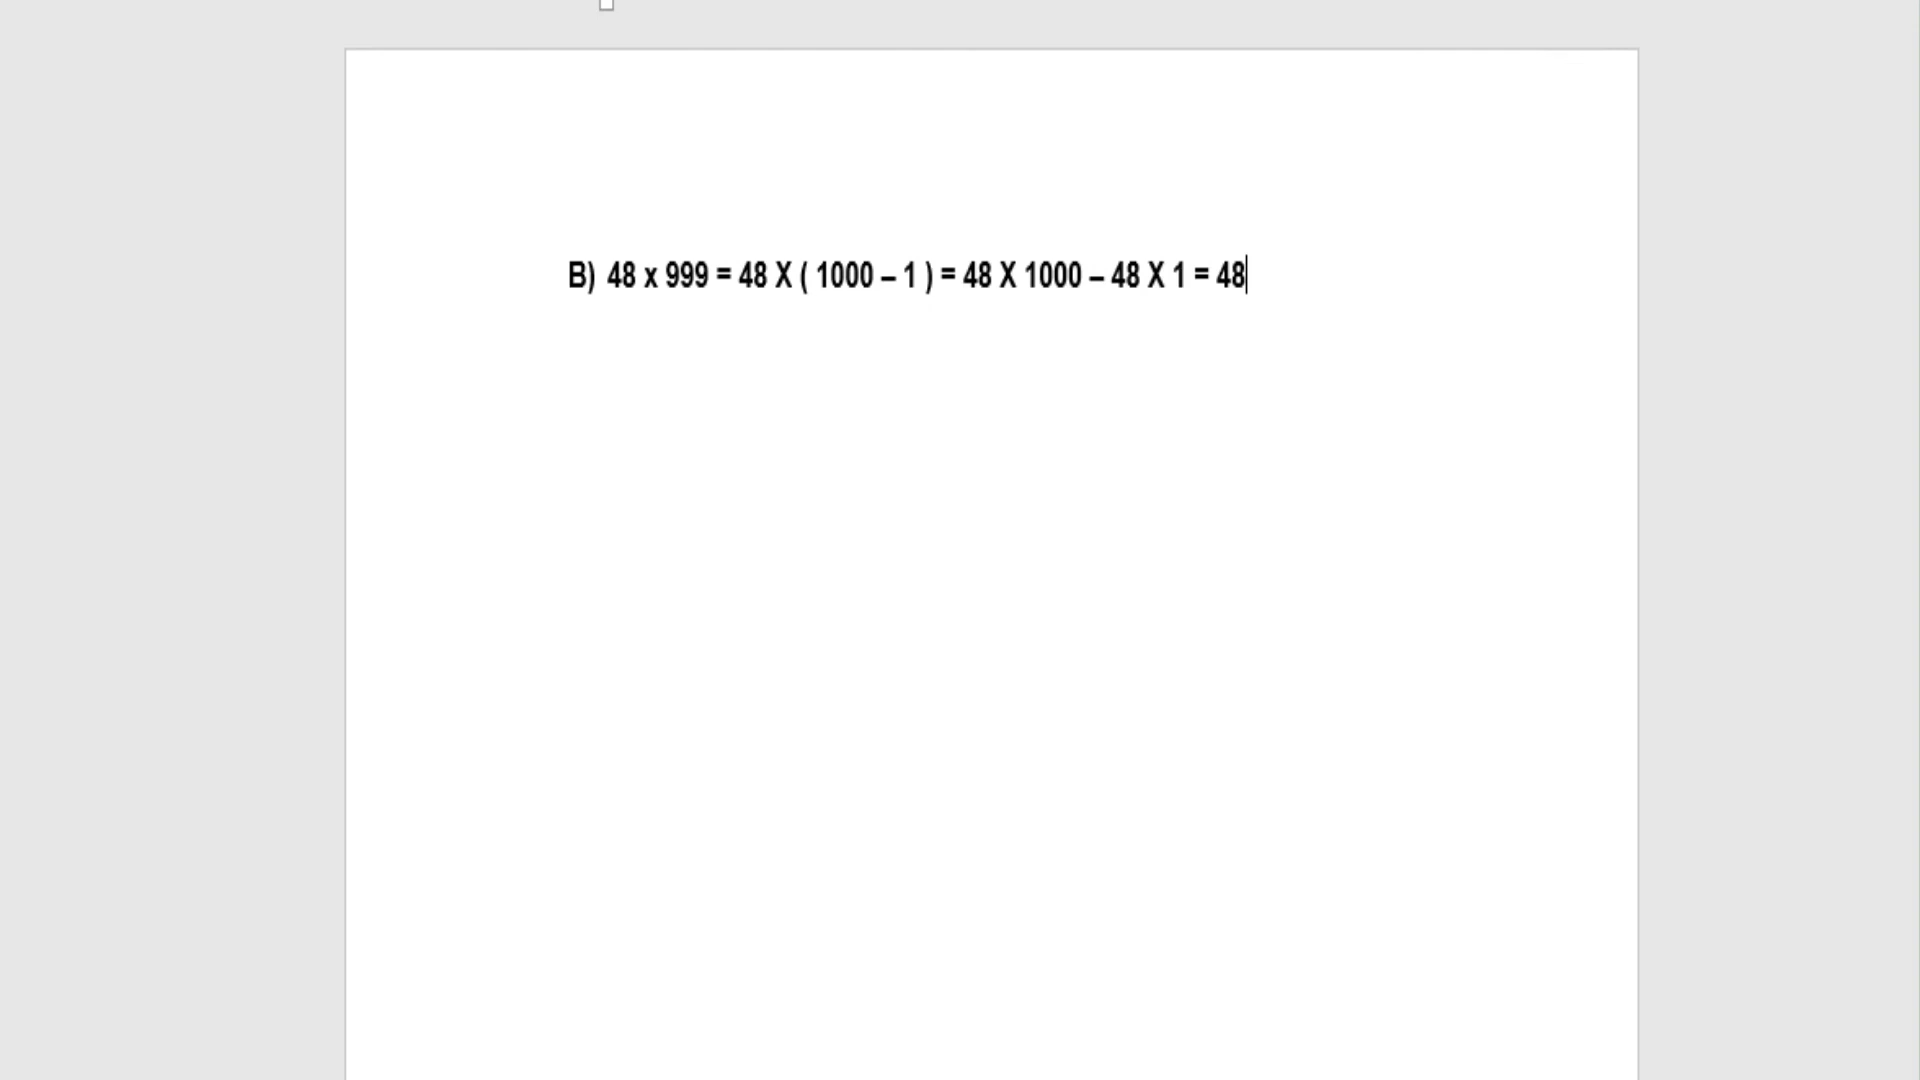 B) 48 x 999 = 48 X ( 1000 – 1 ) = 48 X 1000 – 48 X 1 = 48